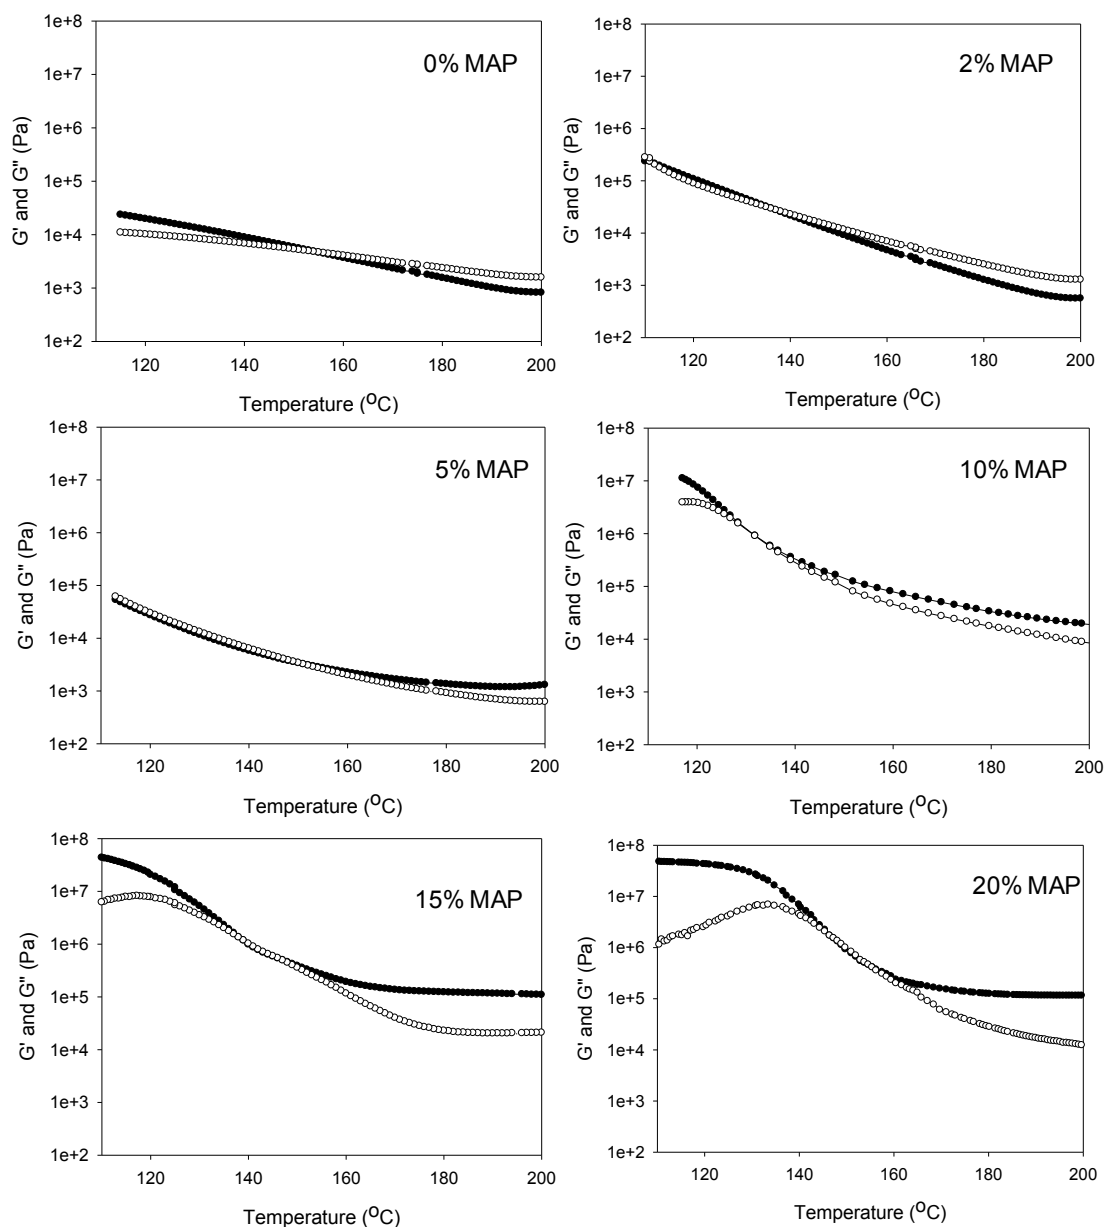 1e+8
1e+7
1e+6
1e+5
1e+4
1e+3
1e+2
G' and G" (Pa)
0% MAP
120 140 160 180 200
Temperature (°C)
1e+8
1e+7
1e+6
1e+5
1e+4
1e+3
1e+2
G' and G" (Pa)
2% MAP
120 140 160 180 200
Temperature (°C)
1e+8
1e+7
1e+6
1e+5
1e+4
1e+3
1e+2
G' and G" (Pa)
5% MAP
120 140 160 180 200
Temperature (°C)
1e+8
1e+7
1e+6
1e+5
1e+4
1e+3
1e+2
G' and G" (Pa)
10% MAP
120 140 160 180 200
Temperature (°C)
1e+8
1e+7
1e+6
1e+5
1e+4
1e+3
1e+2
G' and G" (Pa)
15% MAP
120 140 160 180 200
Temperature (°C)
1e+8
1e+7
1e+6
1e+5
1e+4
1e+3
1e+2
G' and G" (Pa)
20% MAP
120 140 160 180 200
Temperature (°C)